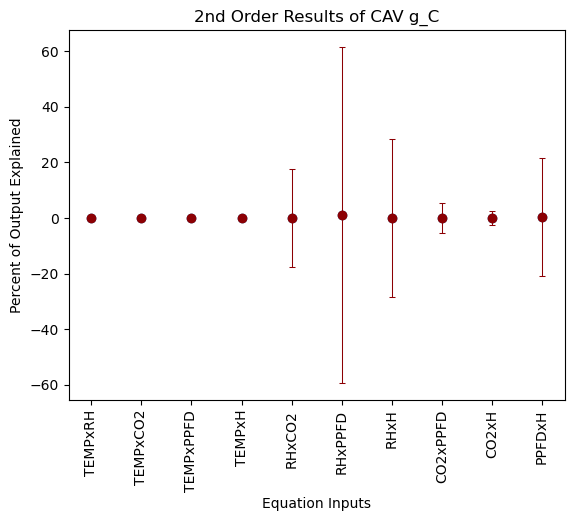 2nd Order Results of CAV g_C
Percent of Output Explained
60
40
20
0
−20
−40
−60
TEMPxRH
TEMPxCO2
TEMPxPPFD
TEMPxH
RHxCO2
RHxPPFD
RHxH
CO2xPPFD
CO2xH
PPFDxH
Equation Inputs